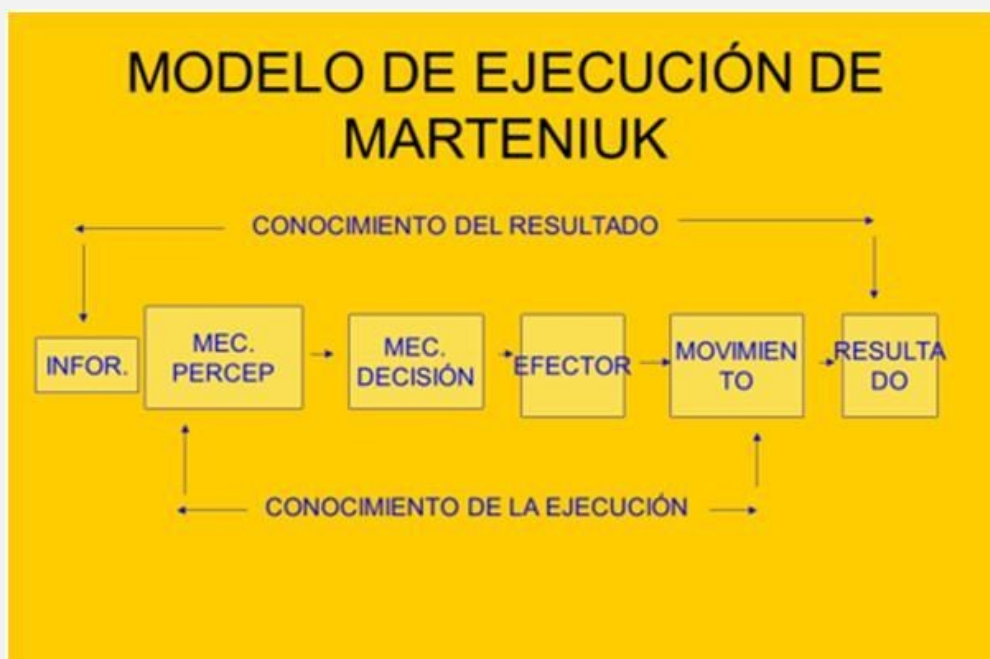 MODELO DE EJECUCIÓN DE
MARTENIUK
CONOCIMIENTO DEL RESULTADO
INFOR.
MEC.
PERCEP
MEC.
DECISIÓN
EFECTOR
MOVIMIEN
TO
RESULTA
DO
CONOCIMIENTO DE LA EJECUCIÓN